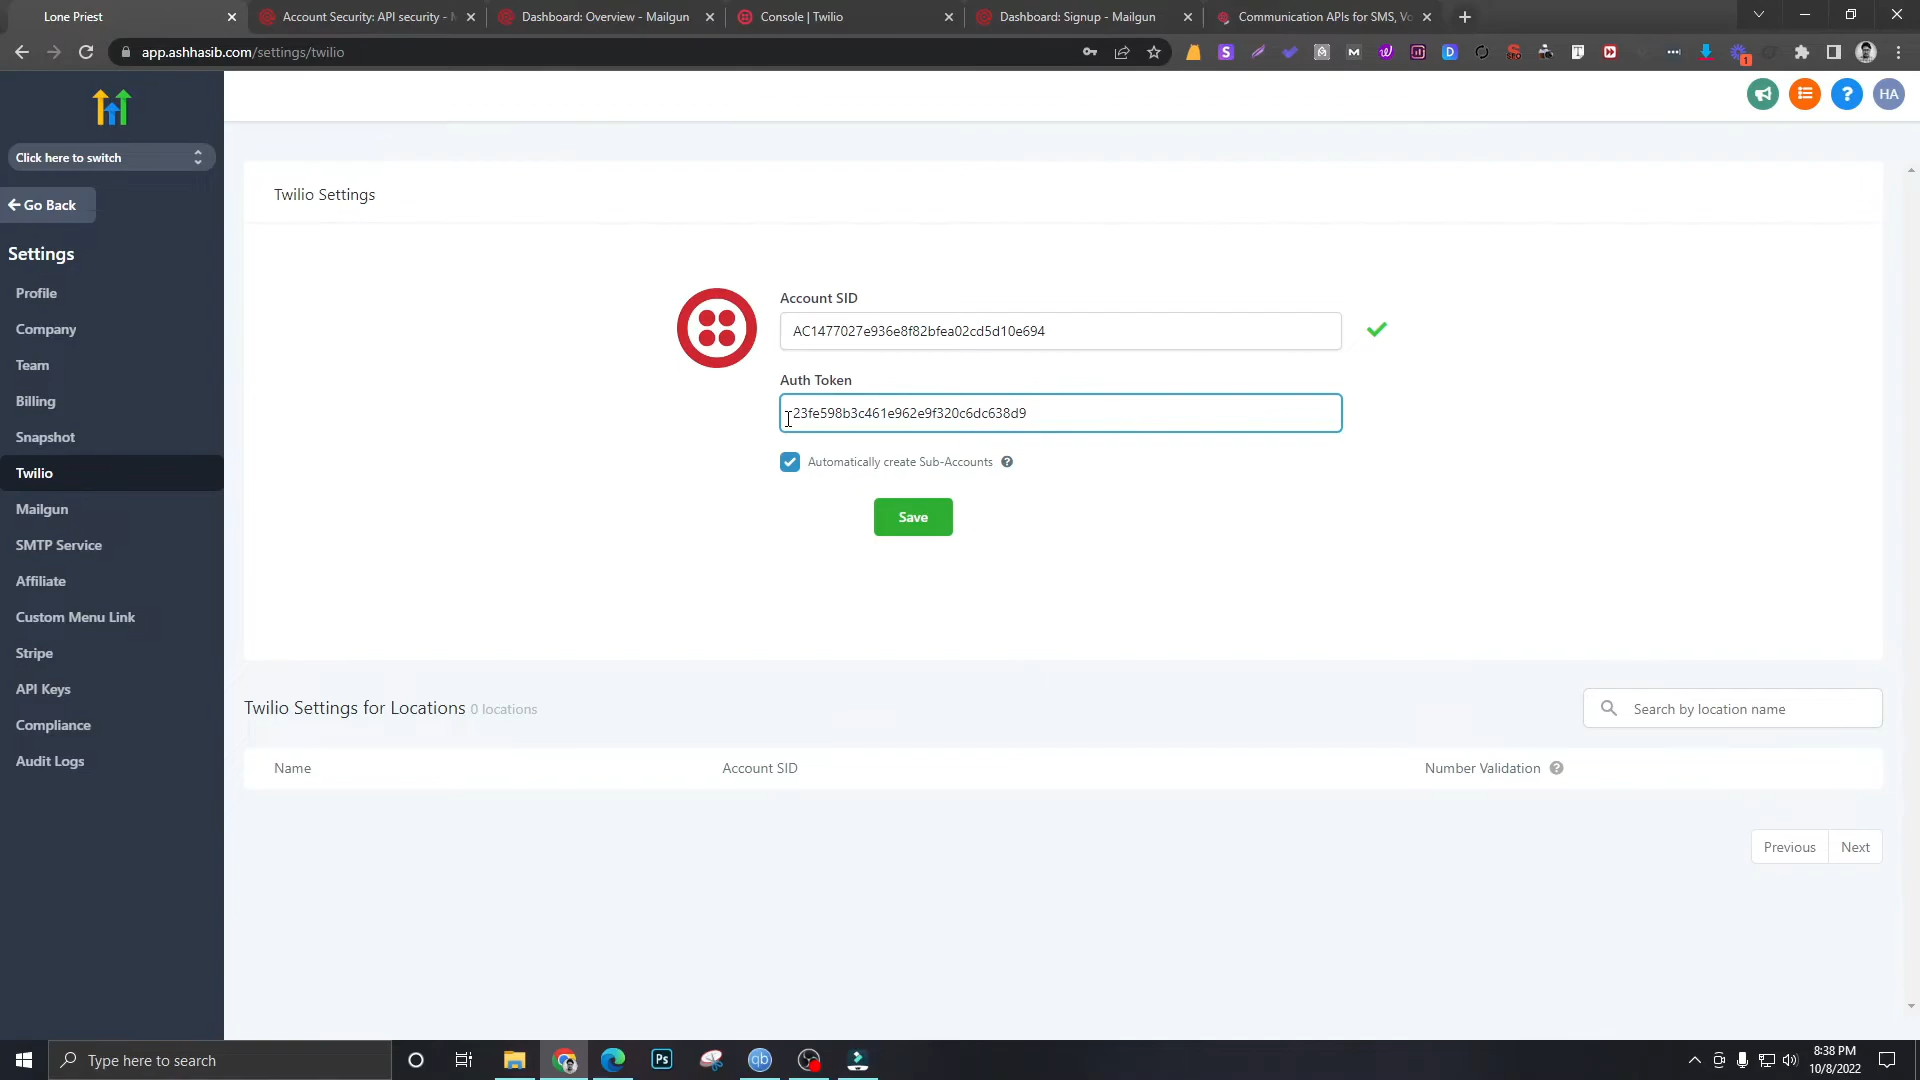 Lone Priest
Account Security: API security - M
Dashboard: Overview - Mailgun
Console | Twilio
Dashboard: Signup - Mailgun
Communication APIs for SMS, Vo
app.ashhasib.com/settings/twilio
1
HA
Click here to switch
Go Back
Settings
Profile
Company
Team
Billing
Snapshot
Twilio
Mailgun
SMTP Service
Affiliate
Custom Menu Link
Stripe
API Keys
Compliance
Audit Logs
Twilio Settings
Account SID
AC1477027e936e8f82bfea02cd5d10e694
Auth Token
23fe598b3c461e962e9f320c6dc638d9
Automatically create Sub-Accounts
Save
Twilio Settings for Locations 0 locations
Search by location name
Name
Account SID
Number Validation
Previous
Next
Type here to search
Ps
qb
8:38 PM
10/8/2022